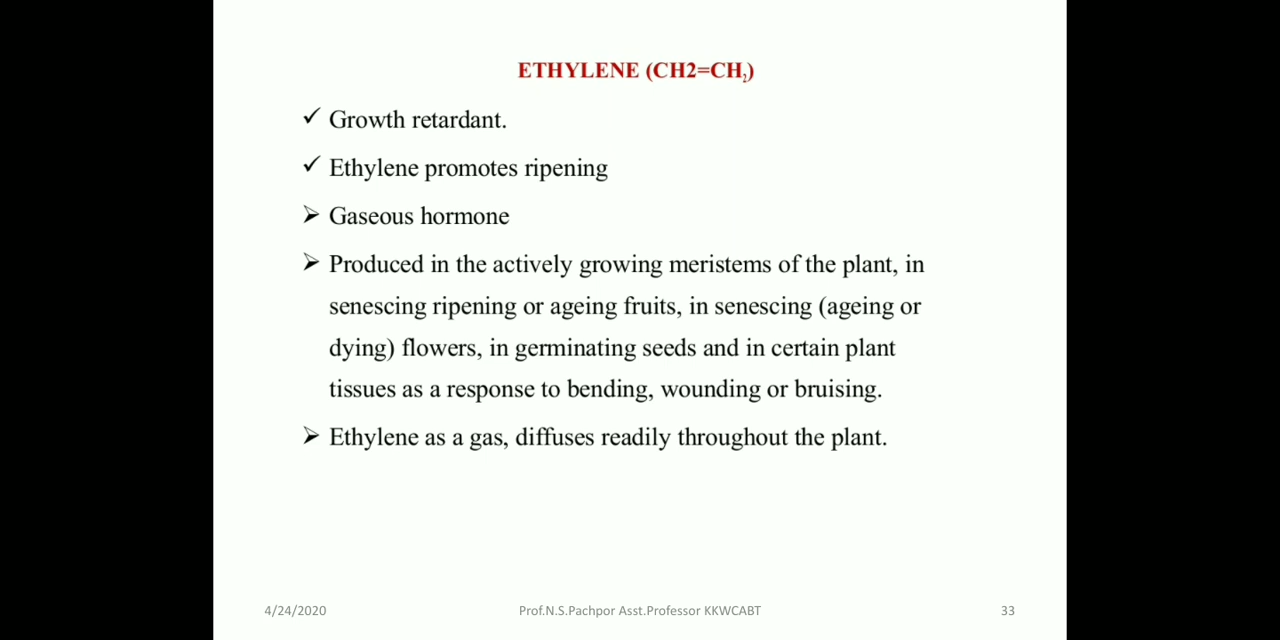 ETHYLENE (CH2=CH₂)
✓ Growth retardant.
✓ Ethylene promotes ripening
➢ Gaseous hormone
➢ Produced in the actively growing meristems of the plant, in
senescing ripening or ageing fruits, in senescing (ageing or
dying) flowers, in germinating seeds and in certain plant
tissues as a response to bending, wounding or bruising.
➢ Ethylene as a gas, diffuses readily throughout the plant.
4/24/2020 Prof.N.S.Pachpor Asst.Professor KKWCABT 33